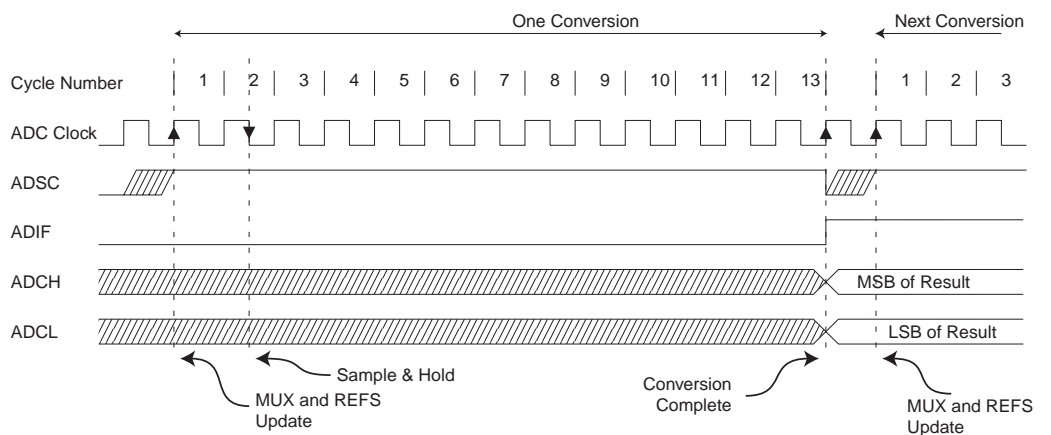 One Conversion Next Conversion
Cycle Number 1 2 3 4 5 6 7 8 9 10 11 12 13 1 2 3
ADC Clock
ADSC
ADIF
ADCH MSB of Result
ADCL LSB of Result
Sample & Hold
MUX and REFS
Update
Conversion
Complete
MUX and REFS
Update